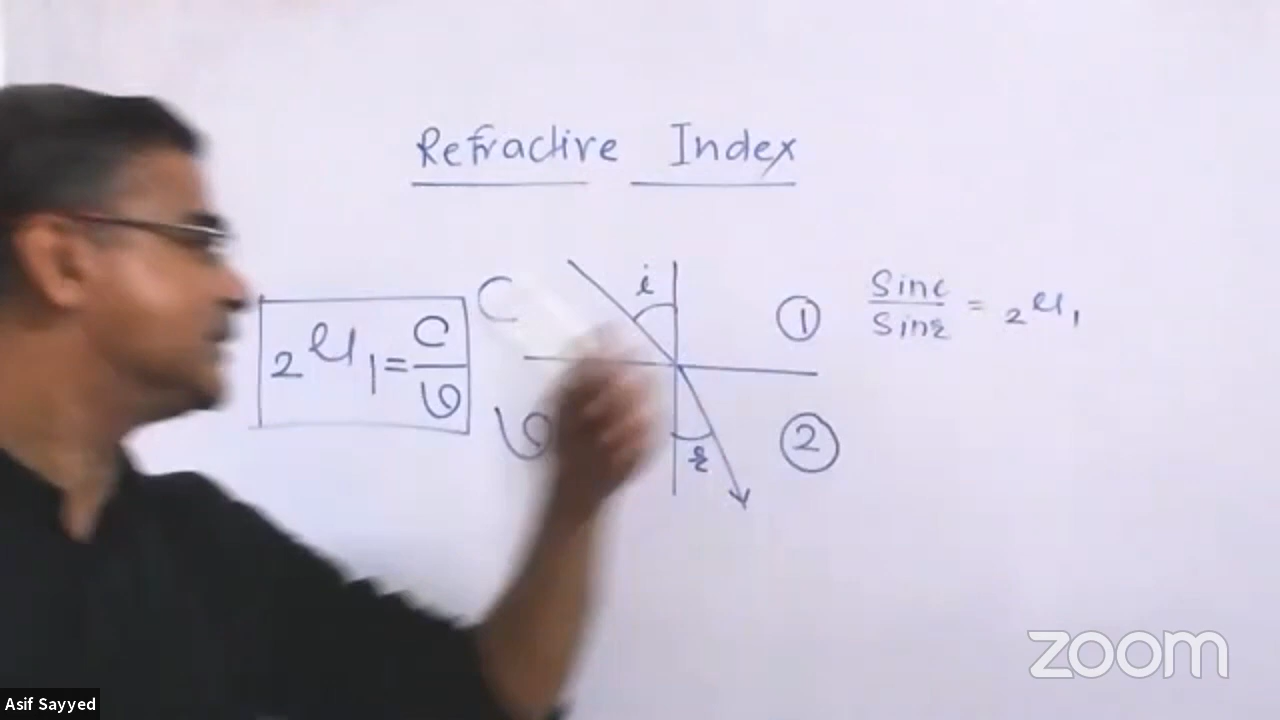 Refractive Index
C
i
1
Sin i / Sin r = 2μ1
2μ1 = C/v
v
r
2
zoom
Asif Sayyed